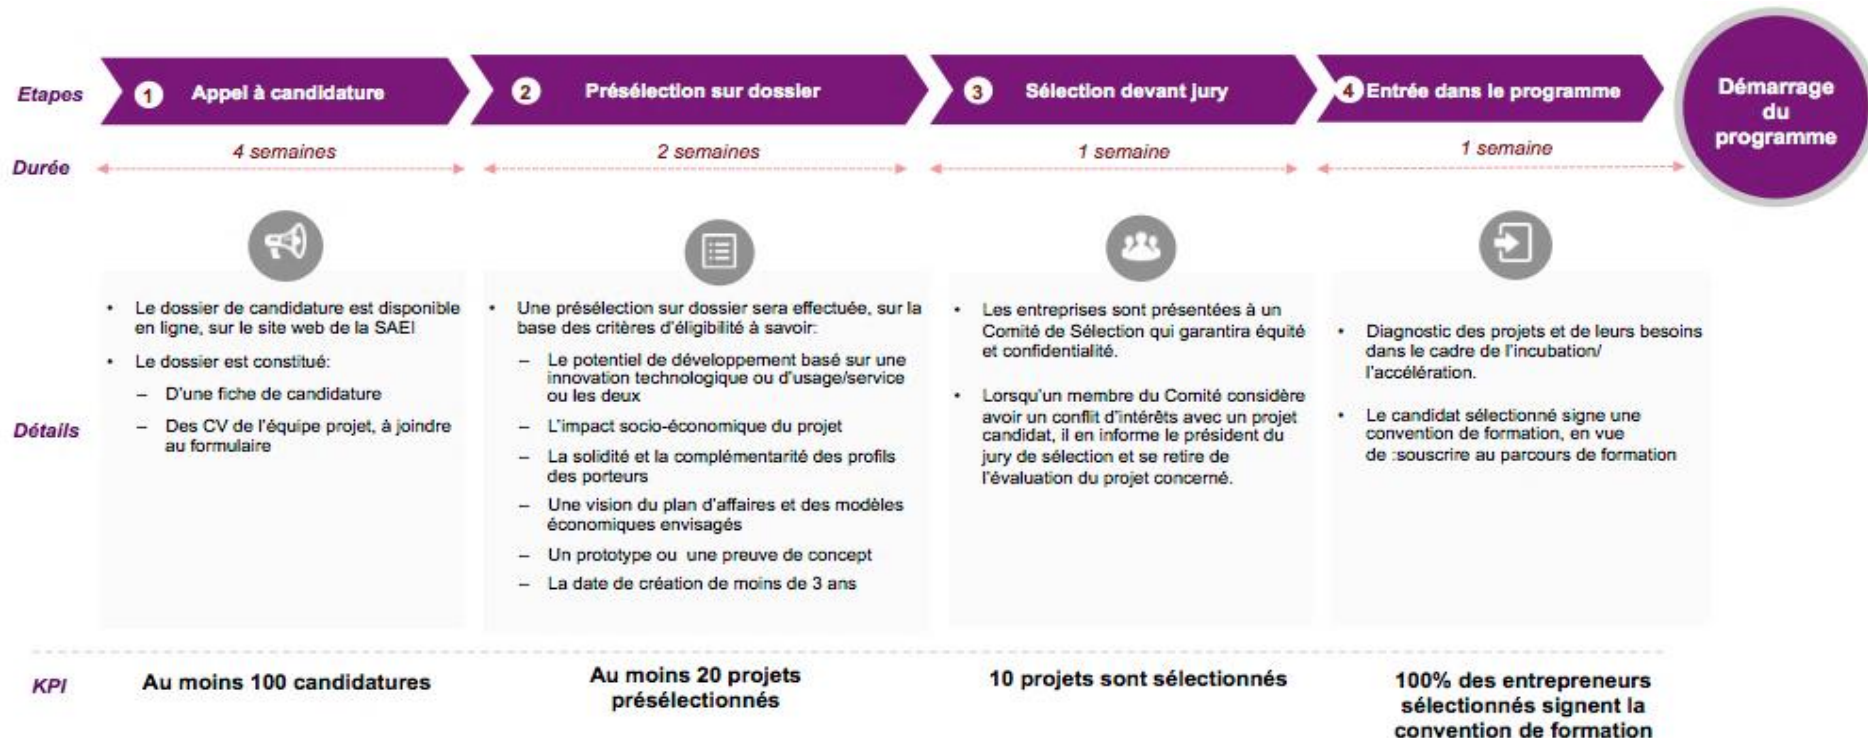 Etapes
1 Appel à candidature
2 Présélection sur dossier
3 Sélection devant jury
4 Entrée dans le programme
Démarrage
du
programme
Durée
4 semaines
2 semaines
1 semaine
1 semaine
Détails
• Le dossier de candidature est disponible
en ligne, sur le site web de la SAEI
• Le dossier est constitué:
– D'une fiche de candidature
– Des CV de l'équipe projet, à joindre
au formulaire
• Une présélection sur dossier sera effectuée, sur la
base des critères d'éligibilité à savoir:
– Le potentiel de développement basé sur une
innovation technologique ou d'usage/service
ou les deux
– L'impact socio-économique du projet
– La solidité et la complémentarité des profils
des porteurs
– Une vision du plan d'affaires et des modèles
économiques envisagés
– Un prototype ou une preuve de concept
– La date de création de moins de 3 ans
• Les entreprises sont présentées à un
Comité de Sélection qui garantira équité
et confidentialité.
• Lorsqu'un membre du Comité considère
avoir un conflit d'intérêts avec un projet
candidat, il en informe le président du
jury de sélection et se retire de
l'évaluation du projet concerné.
• Diagnostic des projets et de leurs besoins
dans le cadre de l'incubation/
l'accélération.
• Le candidat sélectionné signe une
convention de formation, en vue
de :souscrire au parcours de formation
KPI
Au moins 100 candidatures
Au moins 20 projets
présélectionnés
10 projets sont sélectionnés
100% des entrepreneurs
sélectionnés signent la
convention de formation